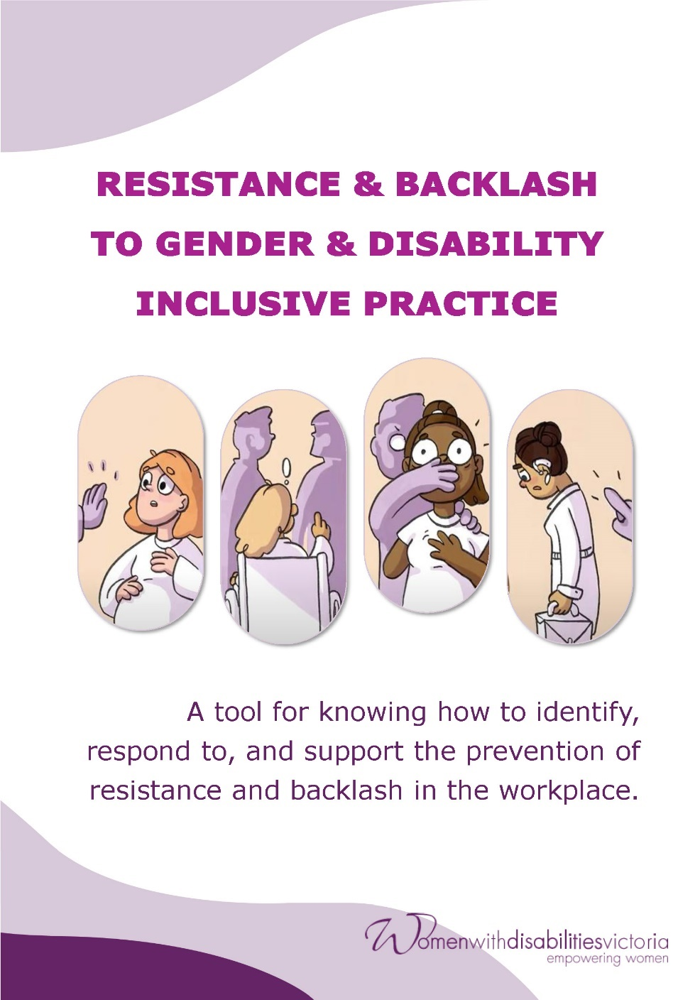 RESISTANCE & BACKLASH
TO GENDER & DISABILITY
INCLUSIVE PRACTICE
A tool for knowing how to identify,
respond to, and support the prevention of
resistance and backlash in the workplace.
Womenwithdisabilitiesvictoria
empowering women